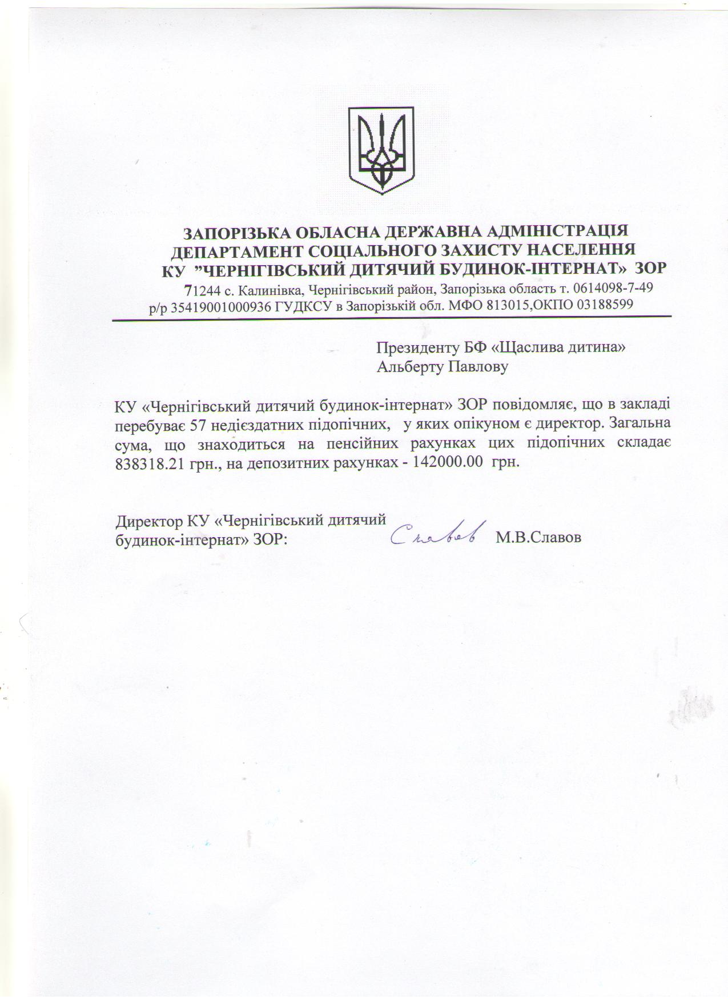 ЗАПОРІЗЬКА ОБЛАСНА ДЕРЖАВНА АДМІНІСТРАЦІЯ
ДЕПАРТАМЕНТ СОЦІАЛЬНОГО ЗАХИСТУ НАСЕЛЕННЯ
КУ ”ЧЕРНІГІВСЬКИЙ ДИТЯЧИЙ БУДИНОК-ІНТЕРНАТ» ЗОР
71244 с. Калинівка, Чернігівський район, Запорізька область т. 0614098-7-49
р/р 35419001000936 ГУДКСУ в Запорізькій обл. МФО 813015,ОКПО 03188599
Президенту БФ «Щаслива дитина»
Альберту Павлову
КУ «Чернігівський дитячий будинок-інтернат» ЗОР повідомляє, що в закладі
перебуває 57 недієздатних підопічних, у яких опікуном є директор. Загальна
сума, що знаходиться на пенсійних рахунках цих підопічних складає
838318.21 грн., на депозитних рахунках - 142000.00 грн.
Директор КУ «Чернігівський дитячий
будинок-інтернат» ЗОР: Славов М.В.Славов